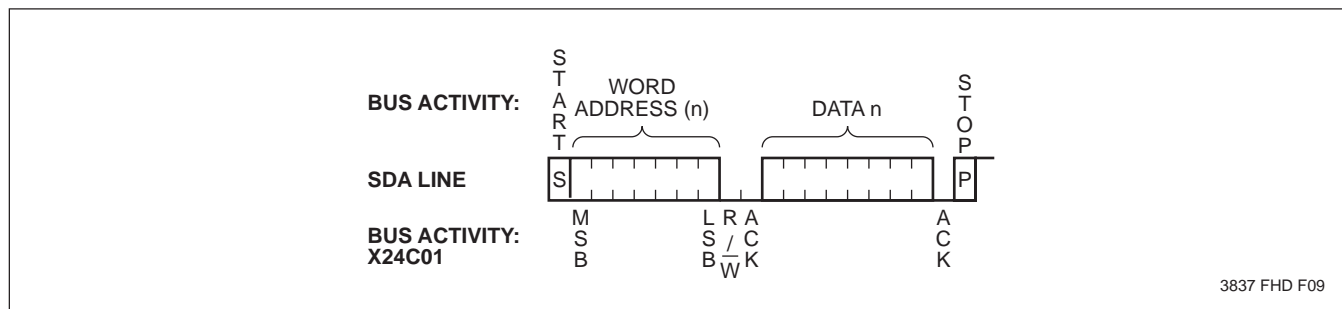 START
STOP
BUS ACTIVITY:
WORD
ADDRESS (n)
DATA n
SDA LINE
S
P
BUS ACTIVITY:
X24C01
MSB
LSB
R/W̅
ACK
ACK
3837 FHD F09